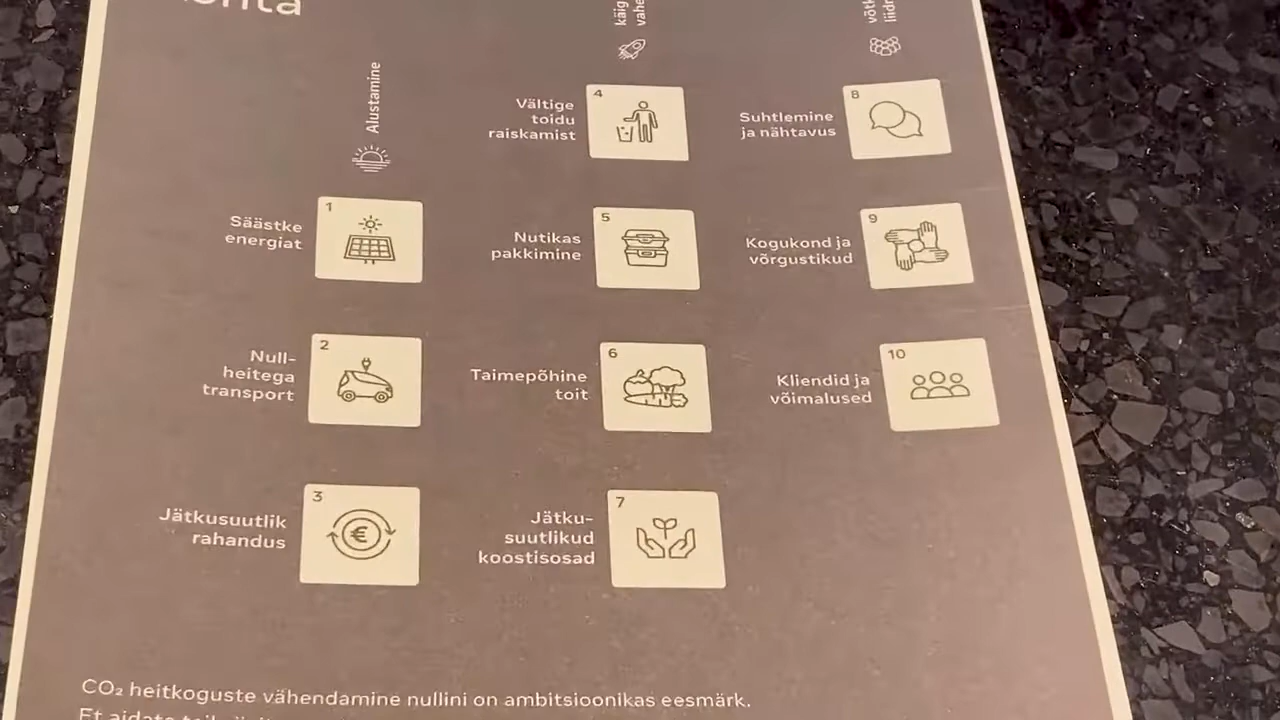 Alustamine
1
Säästke
energiat
2
Null-
heitega
transport
3
€
Jätkusuutlik
rahandus
4
Vältige
toidu
raiskamist
5
Nutikas
pakkimine
6
Taimepõhine
toit
7
Jätku-
suutlikud
koostisosad
8
Suhtlemine
ja nähtavus
9
Kogukond ja
võrgustikud
10
Kliendid ja
võimalused
CO₂ heitkoguste vähendamine nullini on ambitsioonikas eesmärk.